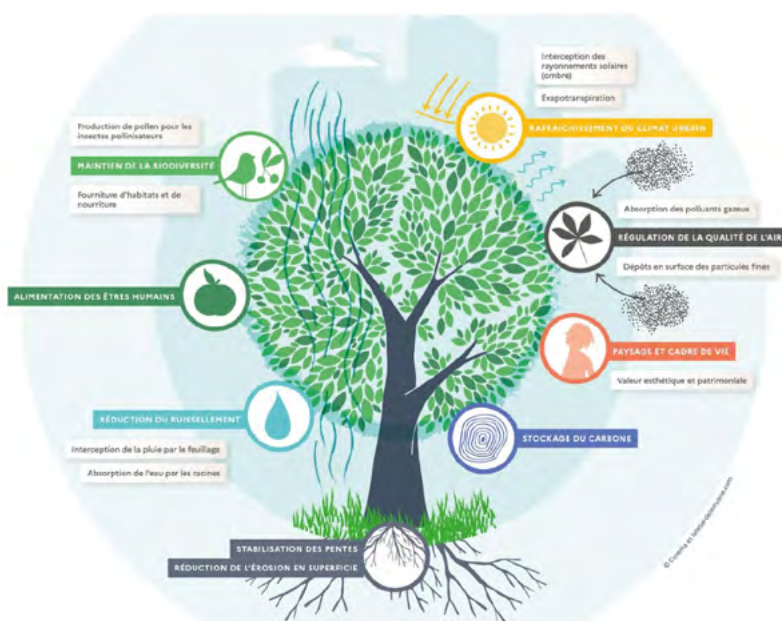 Interception des
rayonnements solaires
(ombre)
Évapotranspiration
RAFRAICHISSEMENT DU CLIMAT URBAIN
Production de pollen pour les
insectes pollinisateurs
MAINTIEN DE LA BIODIVERSITÉ
Fourniture d'habitats et de
nourriture
Absorption des polluants gazeux
RÉGULATION DE LA QUALITÉ DE L'AIR
Dépôts en surface des particules fines
ALIMENTATION DES ÊTRES HUMAINS
PAYSAGE ET CADRE DE VIE
Valeur esthétique et patrimoniale
RÉDUCTION DU RUISSELLEMENT
Interception de la pluie par le feuillage
Absorption de l'eau par les racines
STOCKAGE DU CARBONE
STABILISATION DES PENTES
RÉDUCTION DE L'ÉROSION EN SUPERFICIE
© Cerema et